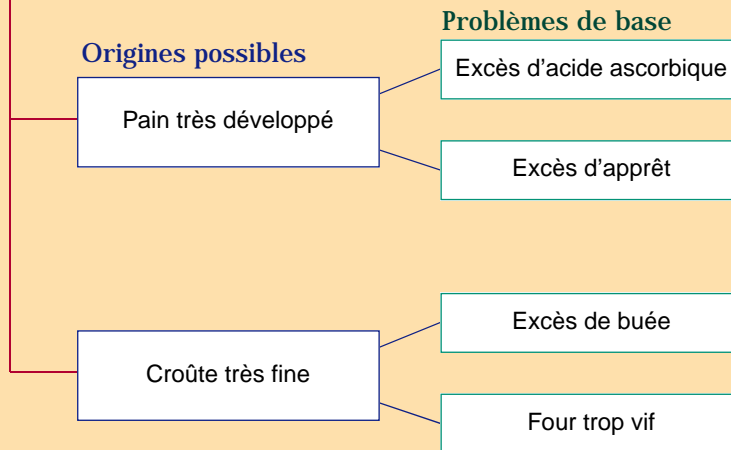 Problèmes de base
Origines possibles
Excès d'acide ascorbique
Pain très développé
Excès d'apprêt
Excès de buée
Croûte très fine
Four trop vif